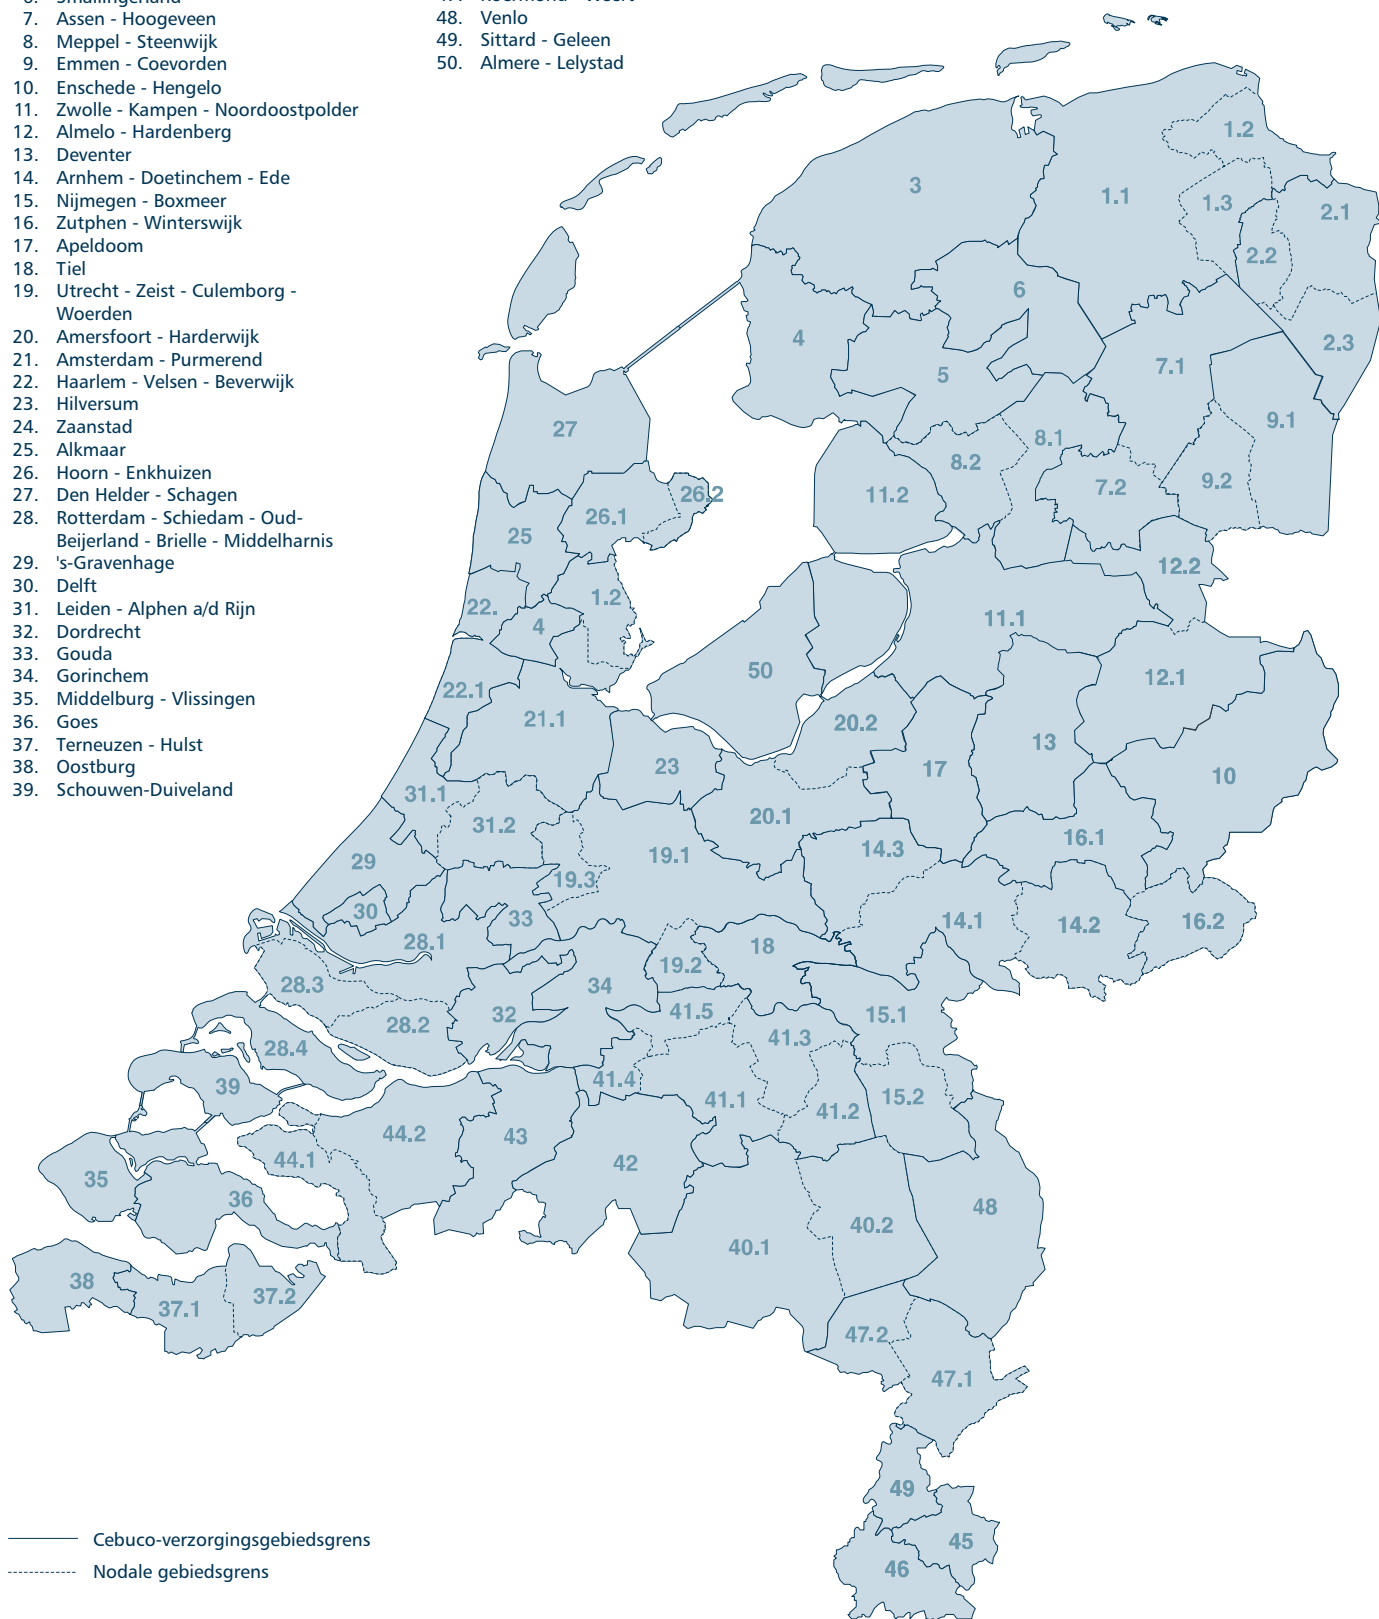 6. Smallingerland
7. Assen - Hoogeveen
8. Meppel - Steenwijk
9. Emmen - Coevorden
10. Enschede - Hengelo
11. Zwolle - Kampen - Noordoostpolder
12. Almelo - Hardenberg
13. Deventer
14. Arnhem - Doetinchem - Ede
15. Nijmegen - Boxmeer
16. Zutphen - Winterswijk
17. Apeldoorn
18. Tiel
19. Utrecht - Zeist - Culemborg -
Woerden
20. Amersfoort - Harderwijk
21. Amsterdam - Purmerend
22. Haarlem - Velsen - Beverwijk
23. Hilversum
24. Zaanstad
25. Alkmaar
26. Hoorn - Enkhuizen
27. Den Helder - Schagen
28. Rotterdam - Schiedam - Oud-
Beijerland - Brielle - Middelharnis
29. 's-Gravenhage
30. Delft
31. Leiden - Alphen a/d Rijn
32. Dordrecht
33. Gouda
34. Gorinchem
35. Middelburg - Vlissingen
36. Goes
37. Terneuzen - Hulst
38. Oostburg
39. Schouwen-Duiveland
47. Roermond - Weert
48. Venlo
49. Sittard - Geleen
50. Almere - Lelystad
1.2
3
1.1
1.3
2.1
2.2
6
4
2.3
7.1
5
9.1
27
8.1
8.2
9.2
7.2
26.2
11.2
26.1
25
12.2
1.2
22.
11.1
4
50
12.1
22.1
21.1
20.2
13
23
17
10
31.1
20.1
31.2
16.1
14.3
19.1
29
19.3
30
33
14.1
14.2
16.2
28.1
18
19.2
28.3
34
41.5
32
15.1
28.2
41.3
28.4
41.4
39
15.2
41.1
41.2
44.2
43
44.1
42
35
36
48
40.2
40.1
38
37.2
37.1
47.2
47.1
49
45
46
Cebuco-verzorgingsgebiedsgrens
Nodale gebiedsgrens